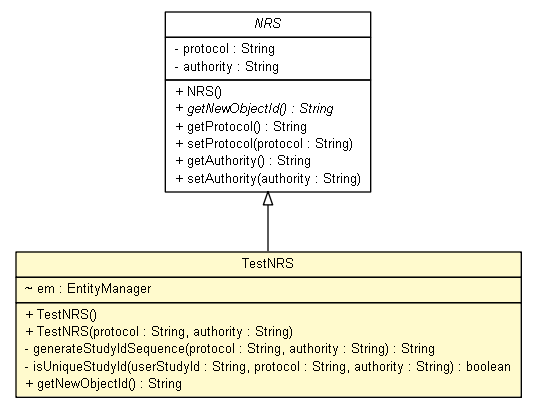 NRS
- protocol : String
- authority : String
+ NRS()
+ getNewObjectId() : String
+ getProtocol() : String
+ setProtocol(protocol : String)
+ getAuthority() : String
+ setAuthority(authority : String)
TestNRS
~ em : EntityManager
+ TestNRS()
+ TestNRS(protocol : String, authority : String)
- generateStudyIdSequence(protocol : String, authority : String) : String
- isUniqueStudyId(userStudyId : String, protocol : String, authority : String) : boolean
+ getNewObjectId() : String